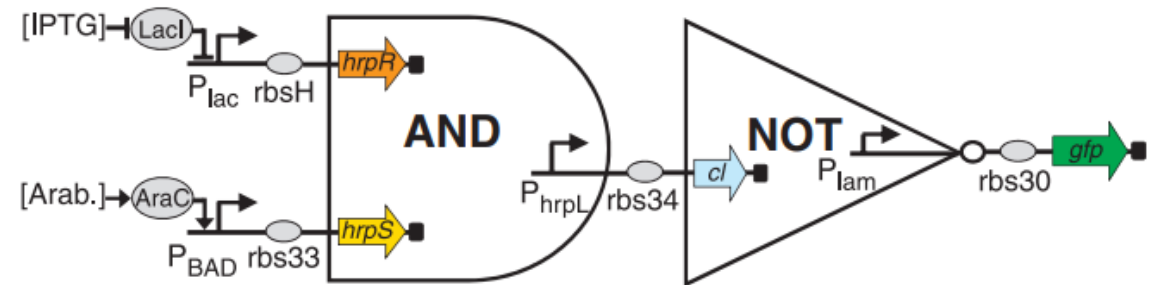 [IPTG] LacI
Plac rbsH hrpR
AND
[Arab.] AraC
PBAD rbs33 hrpS
PhrpL rbs34 cI
NOT
Plam
rbs30 gfp